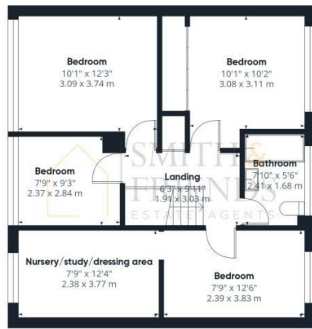 Bedroom
10'1" x 12'3"
3.09 x 3.74 m
Bedroom
10'1" x 10'2"
3.08 x 3.11 m
SMITH &
FRIENDS
ESTATE AGENTS
Bedroom
7'9" x 9'3"
2.37 x 2.84 m
Landing
6'3" x 9'11"
1.91 x 3.03 m
Bathroom
7'10" x 5'6"
2.41 x 1.68 m
Nursery/study/dressing area
7'9" x 12'4"
2.38 x 3.77 m
Bedroom
7'9" x 12'6"
2.39 x 3.83 m